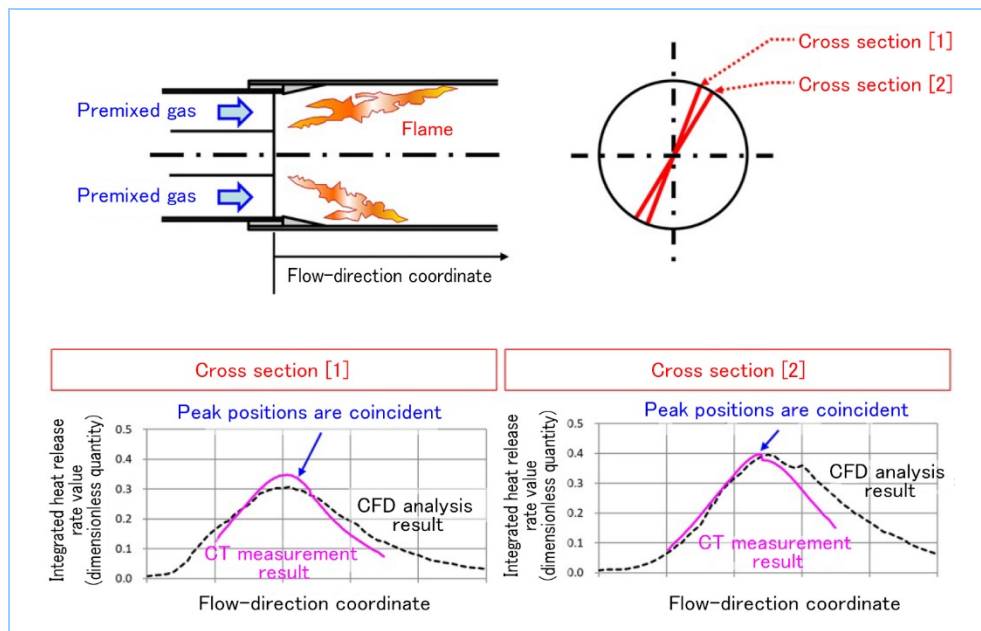 Cross section [1]
Cross section [2]
Premixed gas
Flame
Premixed gas
Flow-direction coordinate
Cross section [1]
Peak positions are coincident
Integrated heat release
rate value
(dimensionless quantity)
0.5
0.4
0.3
0.2
0.1
0.0
CFD analysis
result
CT measurement
result
Flow-direction coordinate
Cross section [2]
Peak positions are coincident
Integrated heat release
rate value
(dimensionless quantity)
0.5
0.4
0.3
0.2
0.1
0.0
CFD analysis
result
CT measurement
result
Flow-direction coordinate